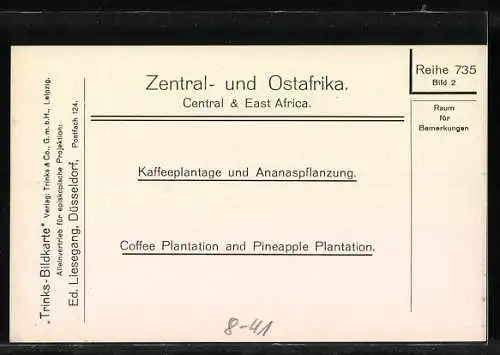 „Trinks-Bildkarte“ Verlag: Trinks & Co., G.m.b.H., Leipzig.
Alleinvertrieb für episkopische Projektion:
Ed. Liesegang, Düsseldorf, Postfach 124.
Zentral- und Ostafrika.
Central & East Africa.
Reihe 735
Bild 2
Raum
für
Bemerkungen
Kaffeeplantage und Ananaspflanzung.
Coffee Plantation and Pineapple Plantation.
8-41